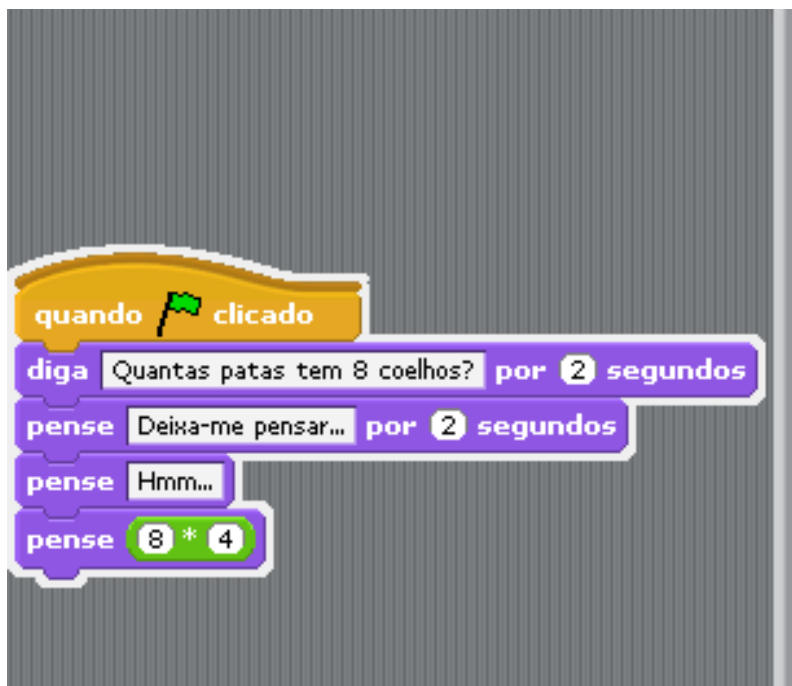 quando clicado
diga Quantas patas tem 8 coelhos? por 2 segundos
pense Deixa-me pensar... por 2 segundos
pense Hmm...
pense 8 * 4